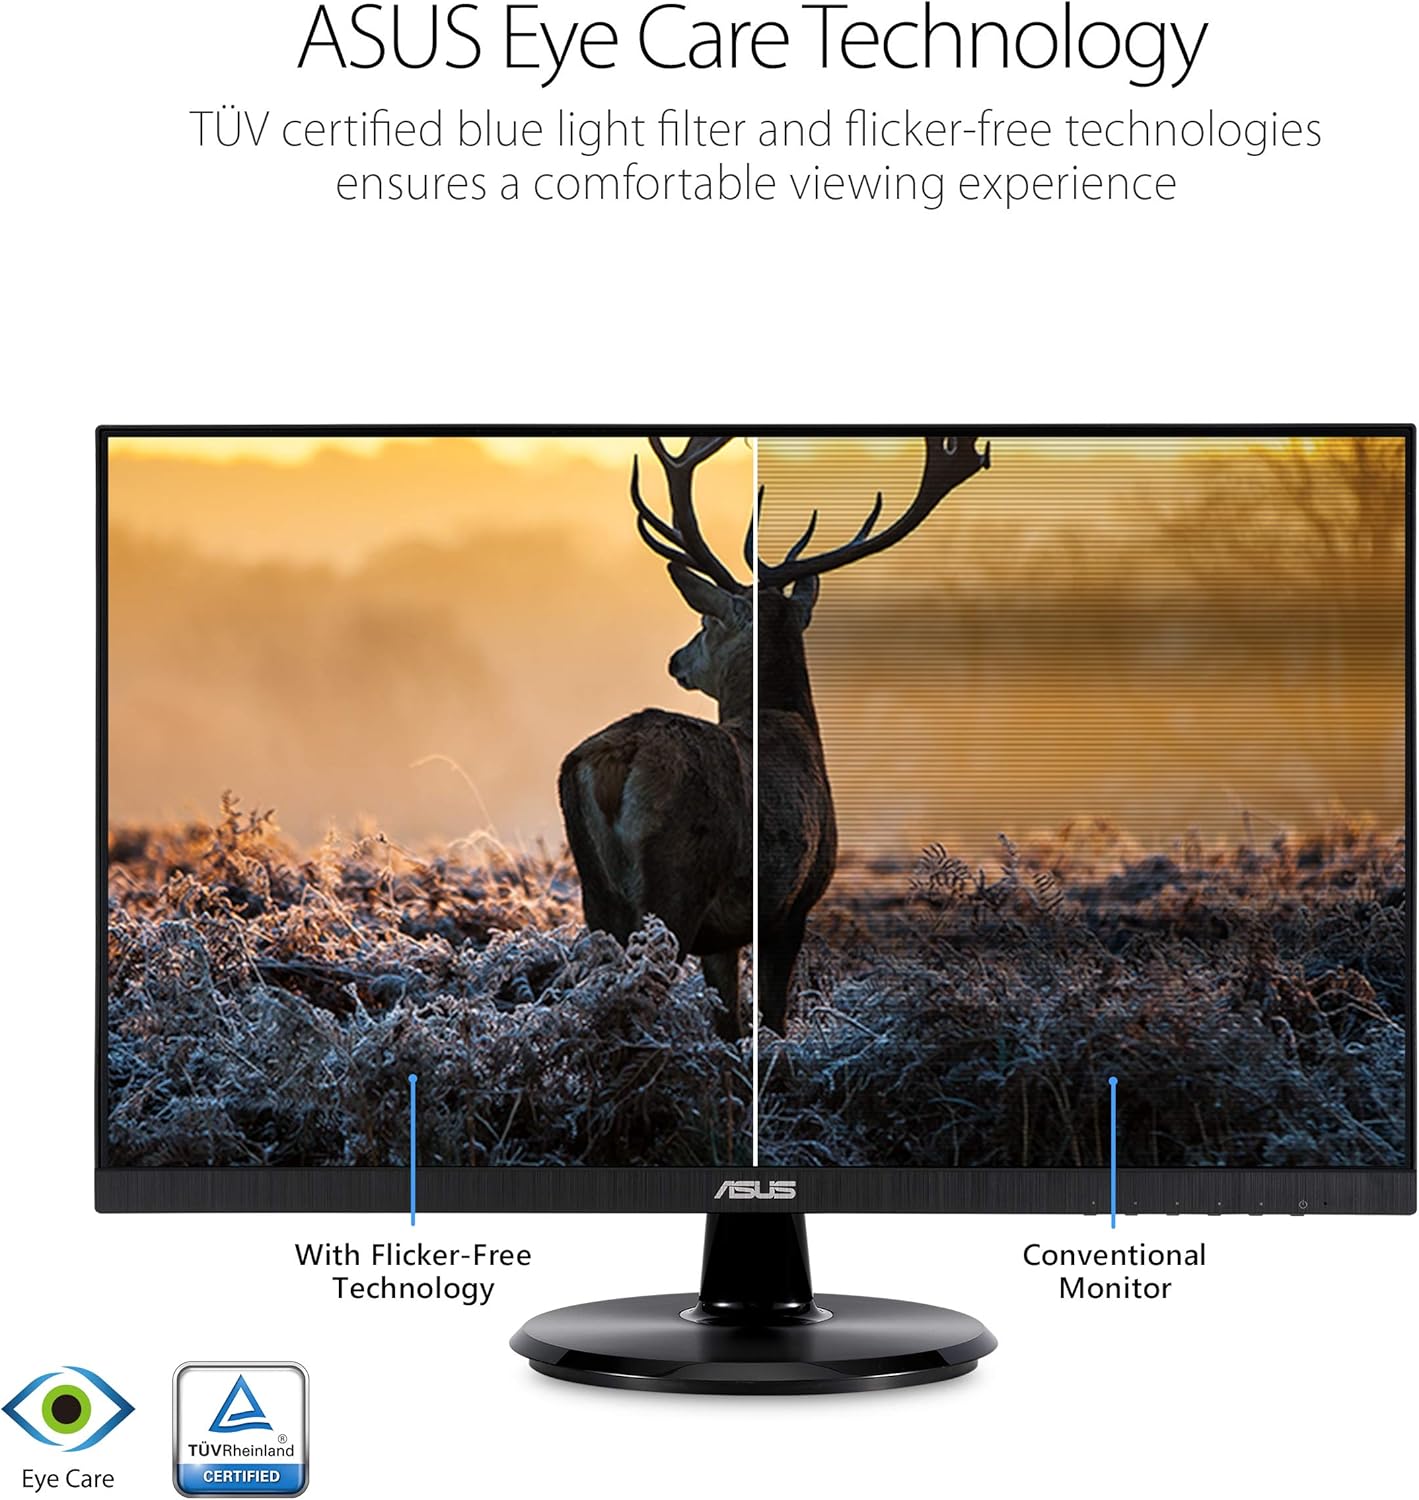 ASUS Eye Care Technology
TÜV certified blue light filter and flicker-free technologies
ensures a comfortable viewing experience
ASUS
With Flicker-Free
Technology
Conventional
Monitor
Eye Care
TÜVRheinland®
CERTIFIED